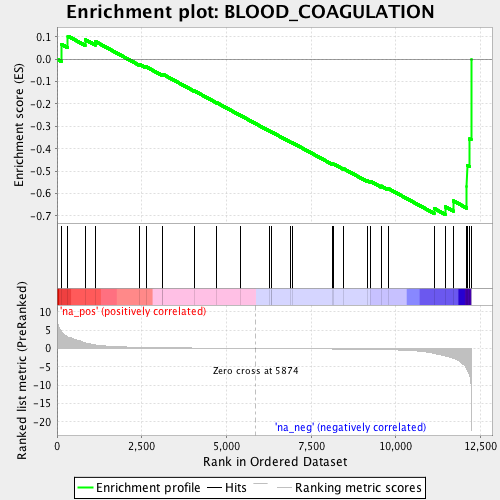 Enrichment plot: BLOOD_COAGULATION
Enrichment score (ES)
0.1
0.0
-0.1
-0.2
-0.3
-0.4
-0.5
-0.6
-0.7
'na_pos' (positively correlated)
Ranked list metric (PreRanked)
10
5
0
-5
-10
-15
-20
Zero cross at 5874
'na_neg' (negatively correlated)
0
2,500
5,000
7,500
10,000
12,500
Rank in Ordered Dataset
Enrichment profile
Hits
Ranking metric scores